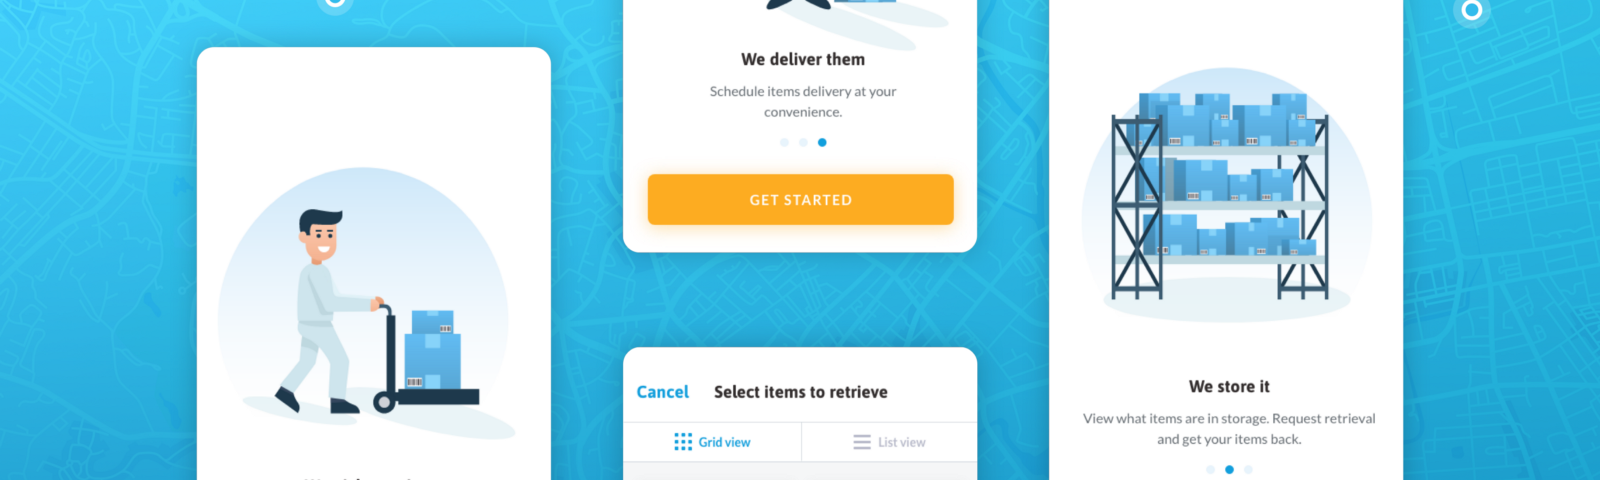 We deliver them
Schedule items delivery at your
convenience.
GET STARTED
Cancel Select items to retrieve
Grid view List view
We store it
View what items are in storage. Request retrieval
and get your items back.